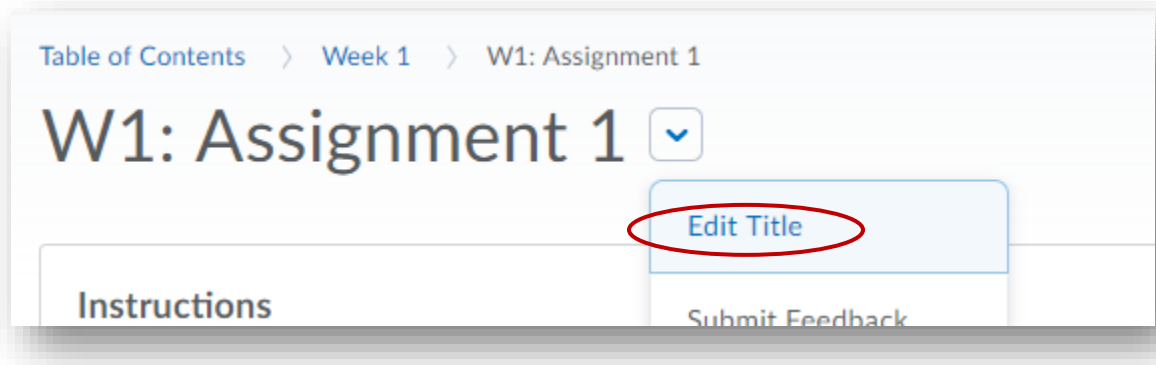 Table of Contents > Week 1 > W1: Assignment 1
W1: Assignment 1
Edit Title
Instructions
Submit Feedback